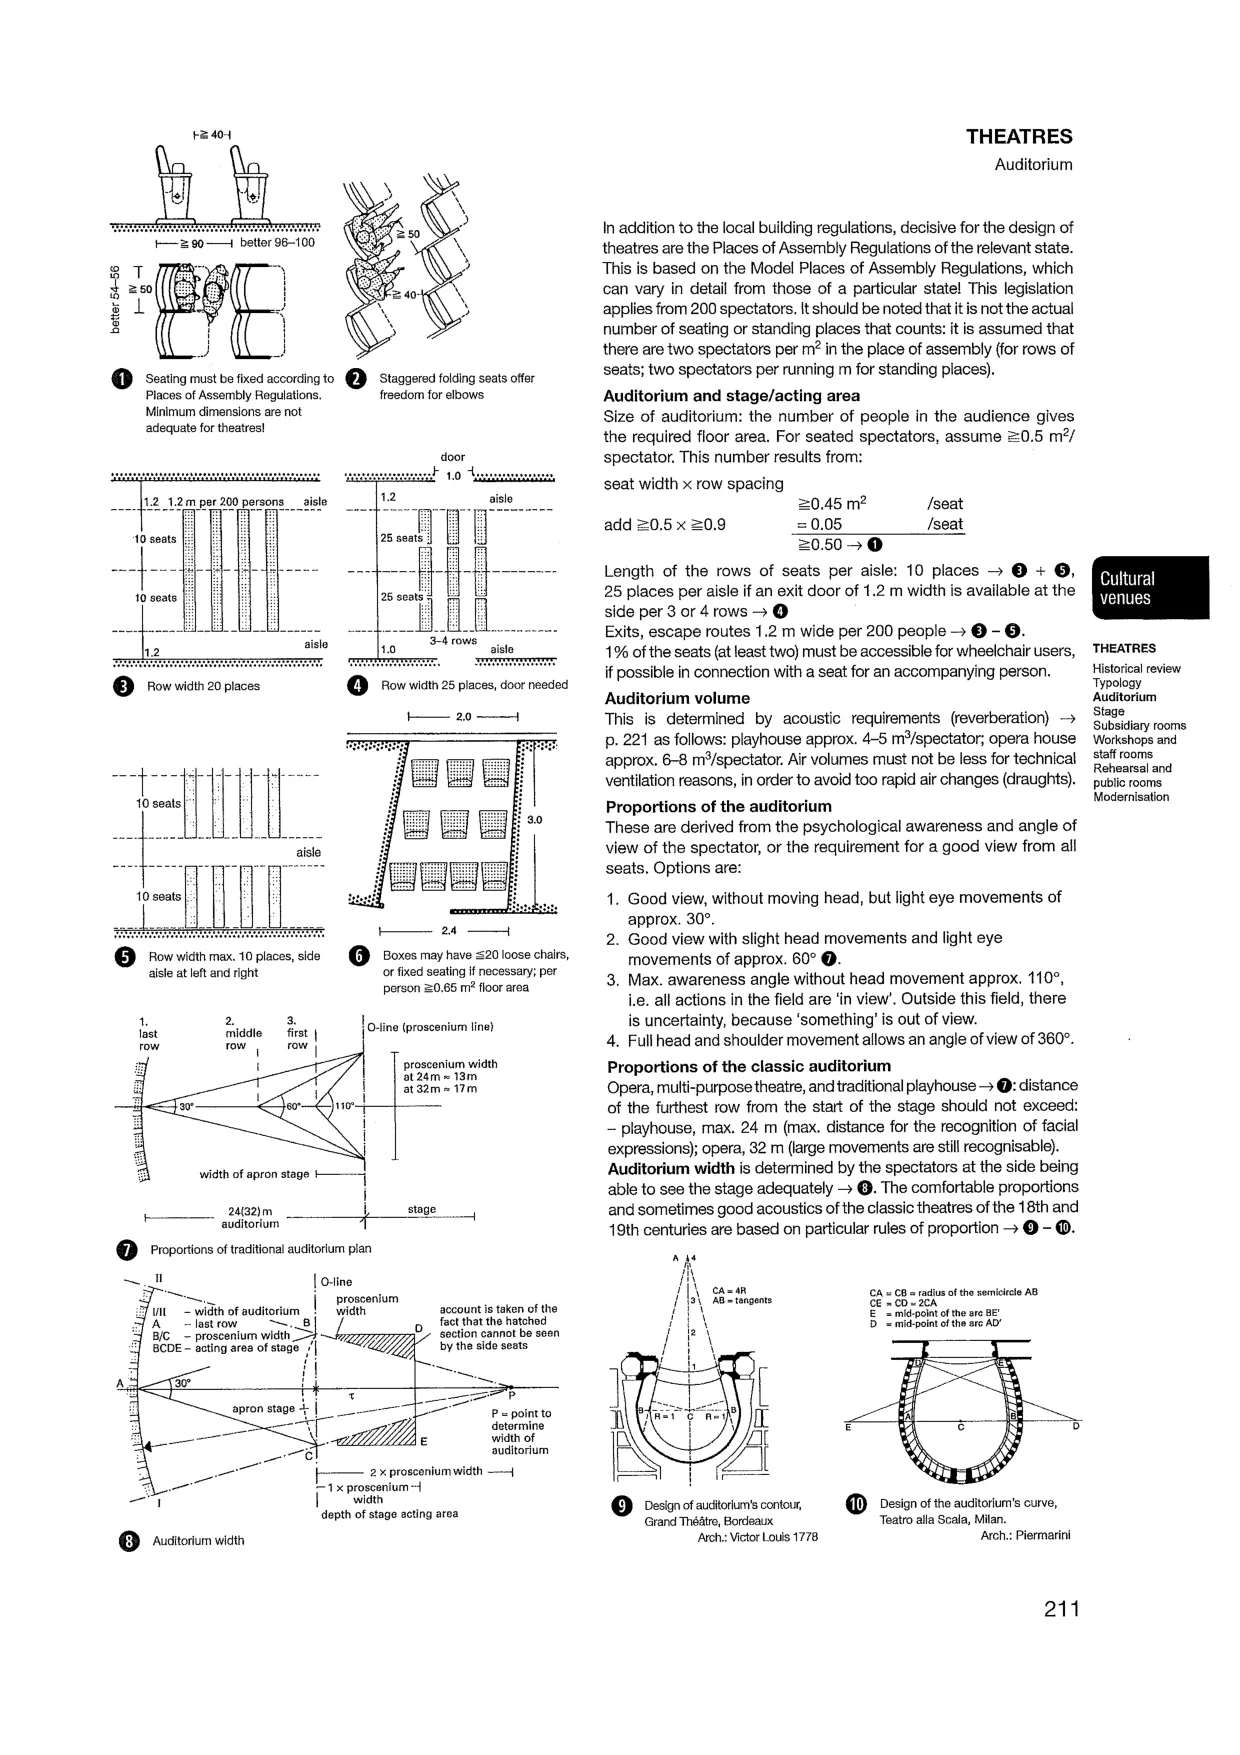 THEATRES
Auditorium
In addition to the local building regulations, decisive for the design of
theatres are the Places of Assembly Regulations of the relevant state.
This is based on the Model Places of Assembly Regulations, which
can vary in detail from those of a particular state! This legislation
applies from 200 spectators. It should be noted that it is not the actual
number of seating or standing places that counts: it is assumed that
there are two spectators per m² in the place of assembly (for rows of
seats; two spectators per running m for standing places).
Auditorium and stage/acting area
Size of auditorium: the number of people in the audience gives
the required floor area. For seated spectators, assume ≧0.5 m²/
spectator. This number results from:
seat width × row spacing
≧0.45 m² /seat
add ≧0.5 × ≧0.9 = 0.05 /seat
≧0.50 → ❶
Length of the rows of seats per aisle: 10 places → ❸ + ❺,
25 places per aisle if an exit door of 1.2 m width is available at the
side per 3 or 4 rows → ❹
Exits, escape routes 1.2 m wide per 200 people → ❸ – ❺.
1% of the seats (at least two) must be accessible for wheelchair users,
if possible in connection with a seat for an accompanying person.
Auditorium volume
This is determined by acoustic requirements (reverberation) →
p. 221 as follows: playhouse approx. 4–5 m³/spectator; opera house
approx. 6–8 m³/spectator. Air volumes must not be less for technical
ventilation reasons, in order to avoid too rapid air changes (draughts).
Proportions of the auditorium
These are derived from the psychological awareness and angle of
view of the spectator, or the requirement for a good view from all
seats. Options are:
1. Good view, without moving head, but light eye movements of
approx. 30°.
2. Good view with slight head movements and light eye
movements of approx. 60° ❼.
3. Max. awareness angle without head movement approx. 110°,
i.e. all actions in the field are 'in view'. Outside this field, there
is uncertainty, because 'something' is out of view.
4. Full head and shoulder movement allows an angle of view of 360°.
Proportions of the classic auditorium
Opera, multi-purpose theatre, and traditional playhouse → ❼: distance
of the furthest row from the start of the stage should not exceed:
– playhouse, max. 24 m (max. distance for the recognition of facial
expressions); opera, 32 m (large movements are still recognisable).
Auditorium width is determined by the spectators at the side being
able to see the stage adequately → ❽. The comfortable proportions
and sometimes good acoustics of the classic theatres of the 18th and
19th centuries are based on particular rules of proportion → ❾ – ❿.
≧ 40
≧ 90 better 96–100
better 54–56
≧ 50
❶ Seating must be fixed according to
Places of Assembly Regulations.
Minimum dimensions are not
adequate for theatres!
≧ 50
≧ 40
❷ Staggered folding seats offer
freedom for elbows
1.2 1.2 m per 200 persons aisle
10 seats
10 seats
aisle
1.2
❸ Row width 20 places
door
1.0
1.2 aisle
25 seats
25 seats
3–4 rows
1.0 aisle
❹ Row width 25 places, door needed
10 seats
aisle
10 seats
❺ Row width max. 10 places, side
aisle at left and right
2.0
3.0
2.4
❻ Boxes may have ≦20 loose chairs,
or fixed seating if necessary; per
person ≧0.65 m² floor area
1. 2. 3.
last middle first
row row row
O-line (proscenium line)
proscenium width
at 24m = 13m
at 32m = 17m
30° 60° 110°
width of apron stage
24(32) m
auditorium
stage
❼ Proportions of traditional auditorium plan
II
O-line
I/II – width of auditorium
A – last row
B/C – proscenium width
BCDE – acting area of stage
proscenium
width
B
D
account is taken of the
fact that the hatched
section cannot be seen
by the side seats
A
30°
τ
P
apron stage
P = point to
determine
width of
auditorium
E
C
2 x proscenium width
1 x proscenium
width
depth of stage acting area
I
❽ Auditorium width
A 4
CA = 4R
AB = tangents
3
2
1
B B
R = 1 C R = 1
❾ Design of auditorium's contour,
Grand Théâtre, Bordeaux
Arch.: Victor Louis 1778
CA = CB = radius of the semicircle AB
CE = CD = 2CA
E = mid-point of the arc BE'
D = mid-point of the arc AD'
D' E'
A B
E C D
❿ Design of the auditorium's curve,
Teatro alla Scala, Milan.
Arch.: Piermarini
Cultural
venues
THEATRES
Historical review
Typology
Auditorium
Stage
Subsidiary rooms
Workshops and
staff rooms
Rehearsal and
public rooms
Modernisation
211